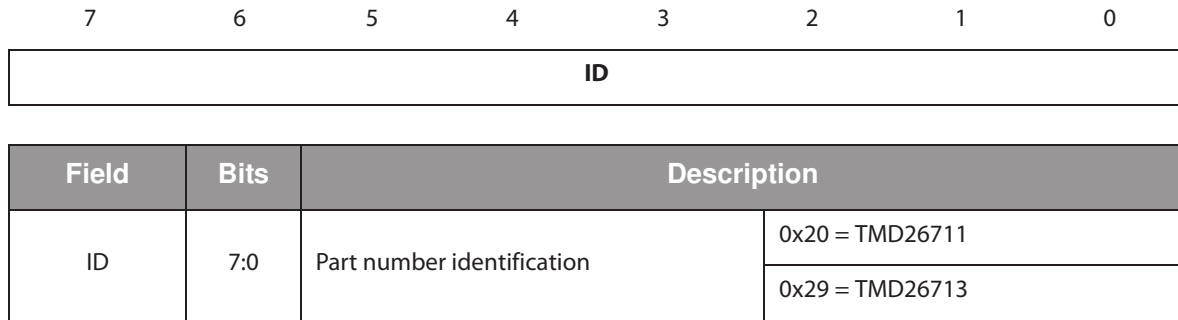 7 6 5 4 3 2 1 0
ID
Field Bits Description
ID 7:0 Part number identification 0x20 = TMD26711
0x29 = TMD26713